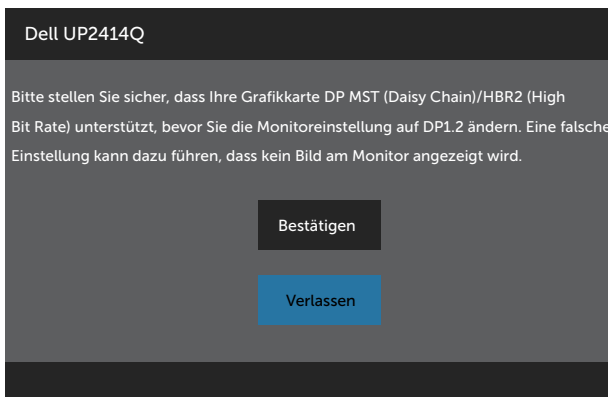 Dell UP2414Q
Bitte stellen Sie sicher, dass Ihre Grafikkarte DP MST (Daisy Chain)/HBR2 (High
Bit Rate) unterstützt, bevor Sie die Monitoreinstellung auf DP1.2 ändern. Eine falsche
Einstellung kann dazu führen, dass kein Bild am Monitor angezeigt wird.
Bestätigen
Verlassen